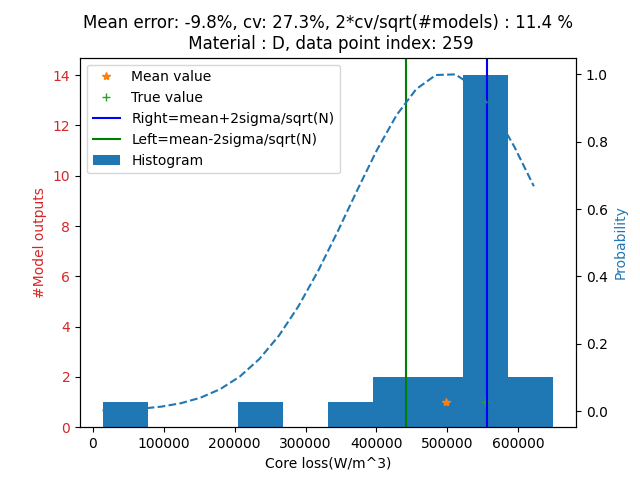 Mean error: -9.8%, cv: 27.3%, 2*cv/sqrt(#models) : 11.4 %
Material : D, data point index: 259
Mean value
True value
Right=mean+2sigma/sqrt(N)
Left=mean-2sigma/sqrt(N)
Histogram
#Model outputs
14
12
10
8
6
4
2
0
1.0
0.8
0.6
0.4
0.2
0.0
Probability
0 100000 200000 300000 400000 500000 600000
Core loss(W/m^3)